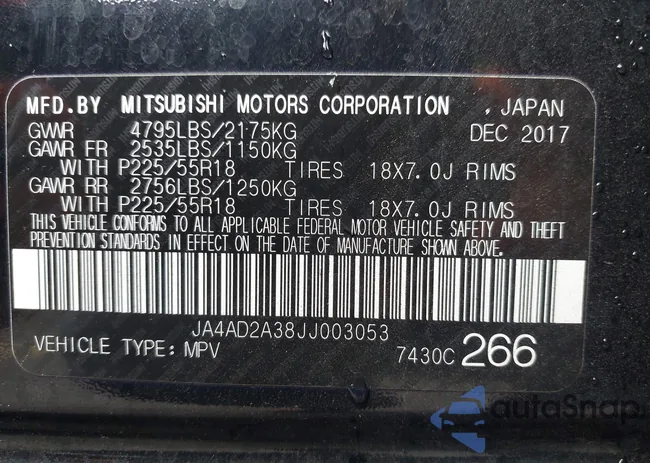 MFD.BY MITSUBISHI MOTORS CORPORATION , JAPAN
GVWR 4795LBS/2175KG DEC 2017
GAWR FR 2535LBS/1150KG
WITH P225/55R18 TIRES 18X7.0J RIMS
GAWR RR 2756LBS/1250KG
WITH P225/55R18 TIRES 18X7.0J RIMS
THIS VEHICLE CONFORMS TO ALL APPLICABLE FEDERAL MOTOR VEHICLE SAFETY AND THEFT
PREVENTION STANDARDS IN EFFECT ON THE DATE OF MANUFACTURE SHOWN ABOVE.
JA4AD2A38JJ003053
VEHICLE TYPE: MPV 7430C 266
autoSnap